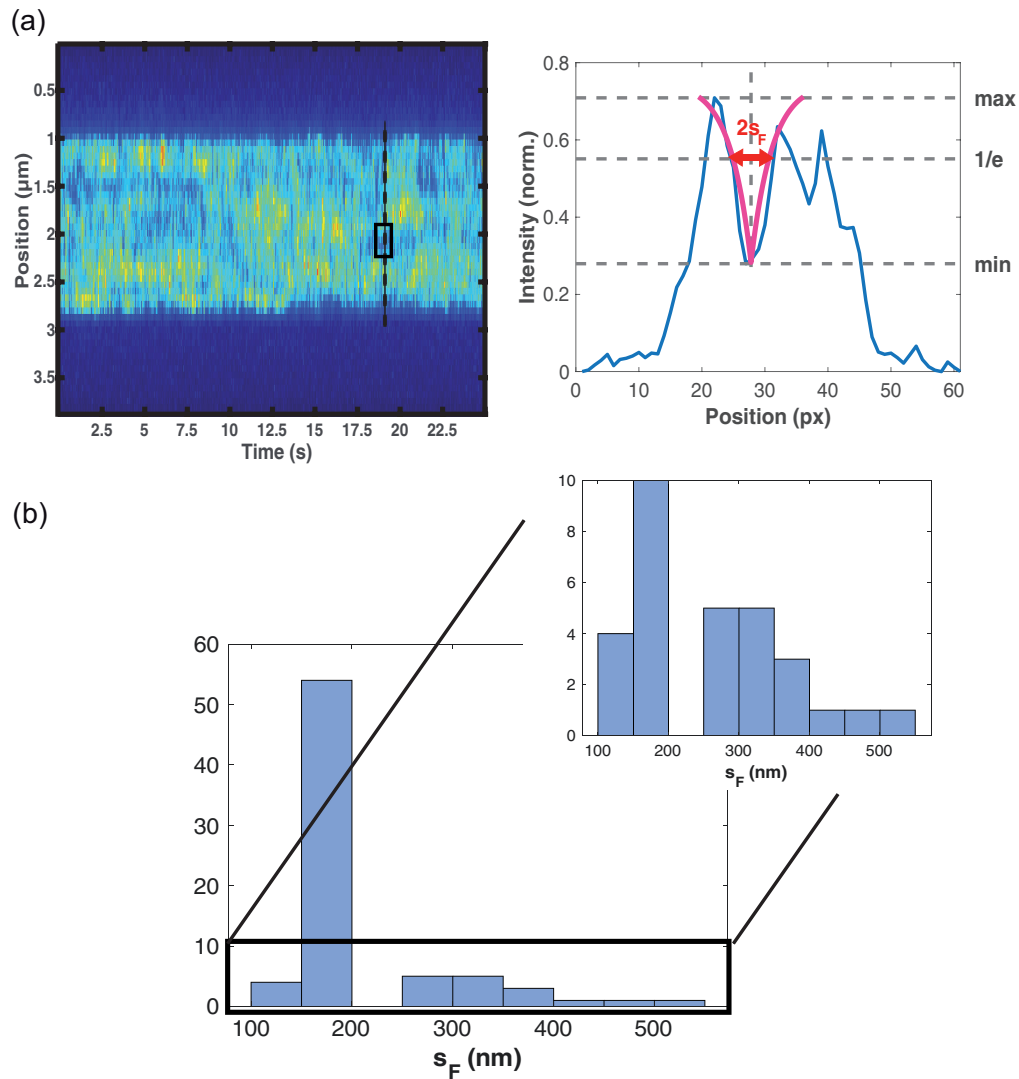 (a)
0.5
1
1.5
2
2.5
3
3.5
Position (µm)
2.5 5 7.5 10 12.5 15 17.5 20 22.5
Time (s)
0.8
0.6
0.4
0.2
0
Intensity (norm.)
max
1/e
min
2s_F
0 10 20 30 40 50 60
Position (px)
(b)
10
8
6
4
2
0
100 200 300 400 500
s_F (nm)
60
50
40
30
20
10
0
100 200 300 400 500
s_F (nm)